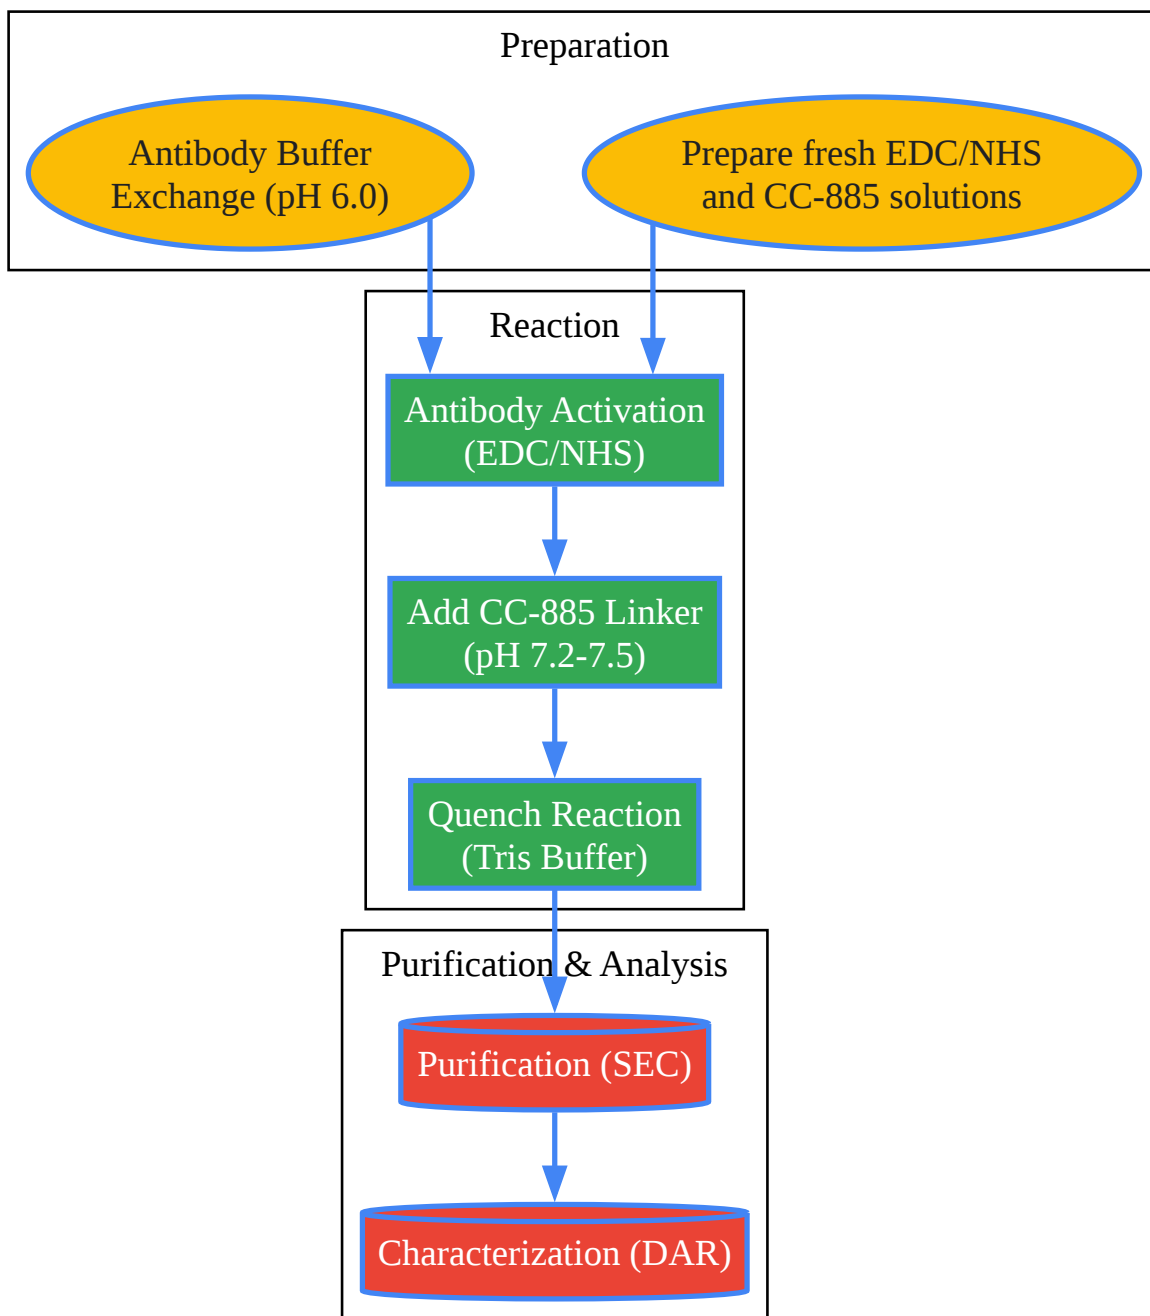 Preparation
Antibody Buffer
Exchange (pH 6.0)
Prepare fresh EDC/NHS
and CC-885 solutions
Reaction
Antibody Activation
(EDC/NHS)
Add CC-885 Linker
(pH 7.2-7.5)
Quench Reaction
(Tris Buffer)
Purification & Analysis
Purification (SEC)
Characterization (DAR)